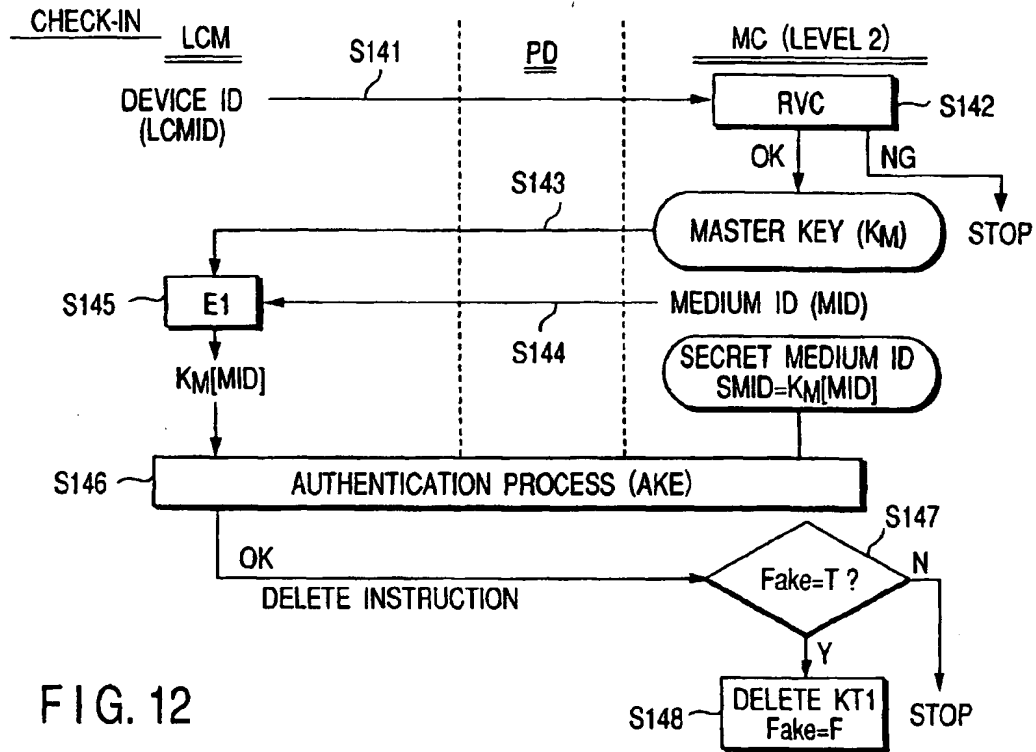 CHECK-IN
LCM
PD
MC (LEVEL 2)
S141
DEVICE ID
(LCMID)
RVC
S142
OK
NG
S143
MASTER KEY (KM)
STOP
S145
E1
MEDIUM ID (MID)
S144
KM[MID]
SECRET MEDIUM ID
SMID=KM[MID]
S146
AUTHENTICATION PROCESS (AKE)
S147
OK
Fake=T ?
N
DELETE INSTRUCTION
Y
S148
DELETE KT1
Fake=F
STOP
FIG. 12